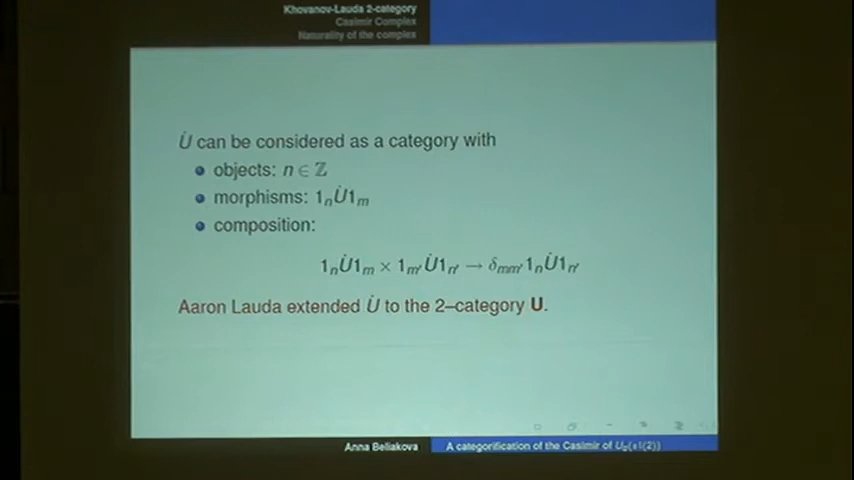 Khovanov-Lauda 2-category
Casimir Complex
Naturality of the complex
U̇ can be considered as a category with
objects: n ∈ ℤ
morphisms: 1ₙU̇1ₘ
composition:
1ₙU̇1ₘ × 1ₘ′U̇1ₙ′ → δₘₘ′1ₙU̇1ₙ′
Aaron Lauda extended U̇ to the 2–category U.
Anna Beliakova
A categorification of the Casimir of U_q(sl(2))